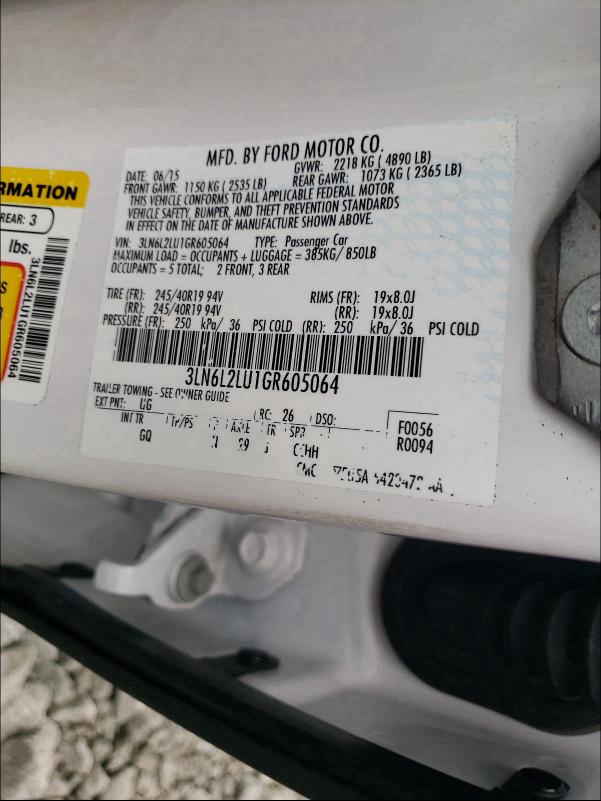 RMATION
REAR: 3
lbs.
S
3LN6L2LU1GR605064
MFD. BY FORD MOTOR CO.
DATE: 06/15 GVWR: 2218 KG ( 4890 LB)
FRONT GAWR: 1150 KG ( 2535 LB) REAR GAWR: 1073 KG ( 2365 LB)
THIS VEHICLE CONFORMS TO ALL APPLICABLE FEDERAL MOTOR
VEHICLE SAFETY, BUMPER, AND THEFT PREVENTION STANDARDS
IN EFFECT ON THE DATE OF MANUFACTURE SHOWN ABOVE.
VIN: 3LN6L2LU1GR605064 TYPE: Passenger Car
MAXIMUM LOAD = OCCUPANTS + LUGGAGE = 385KG/ 850LB
OCCUPANTS = 5 TOTAL; 2 FRONT, 3 REAR
TIRE (FR): 245/40R19 94V RIMS (FR): 19x8.0J
(RR): 245/40R19 94V (RR): 19x8.0J
PRESSURE (FR): 250 kPa/36 PSI COLD (RR): 250 kPa/36 PSI COLD
3LN6L2LU1GR605064
TRAILER TOWING - SEE OWNER GUIDE
EXT PNT: UG RC: 26 DSO: F0056
INT TR TP/PS AXLE TR SPR R0094
GQ